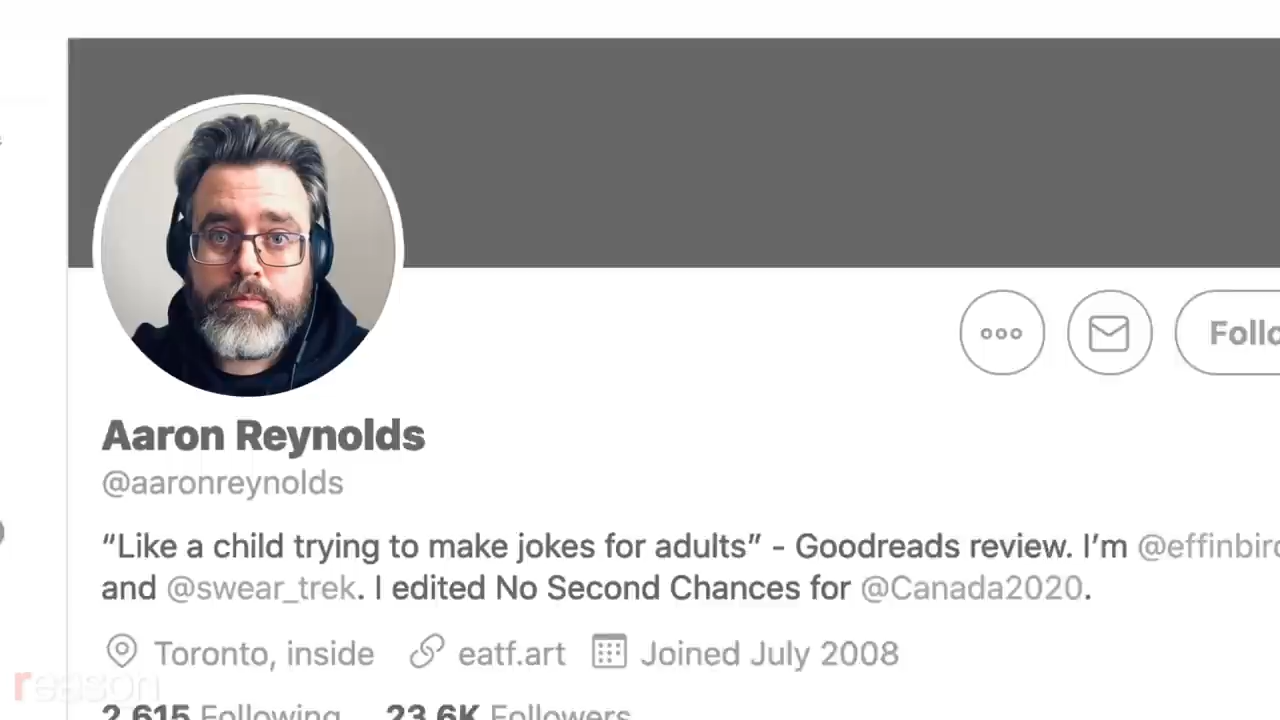 Follo
Aaron Reynolds
@aaronreynolds
“Like a child trying to make jokes for adults” - Goodreads review. I’m @effinbird
and @swear_trek. I edited No Second Chances for @Canada2020.
Toronto, inside eatf.art Joined July 2008
reason
2,615 Following 23.6K Followers